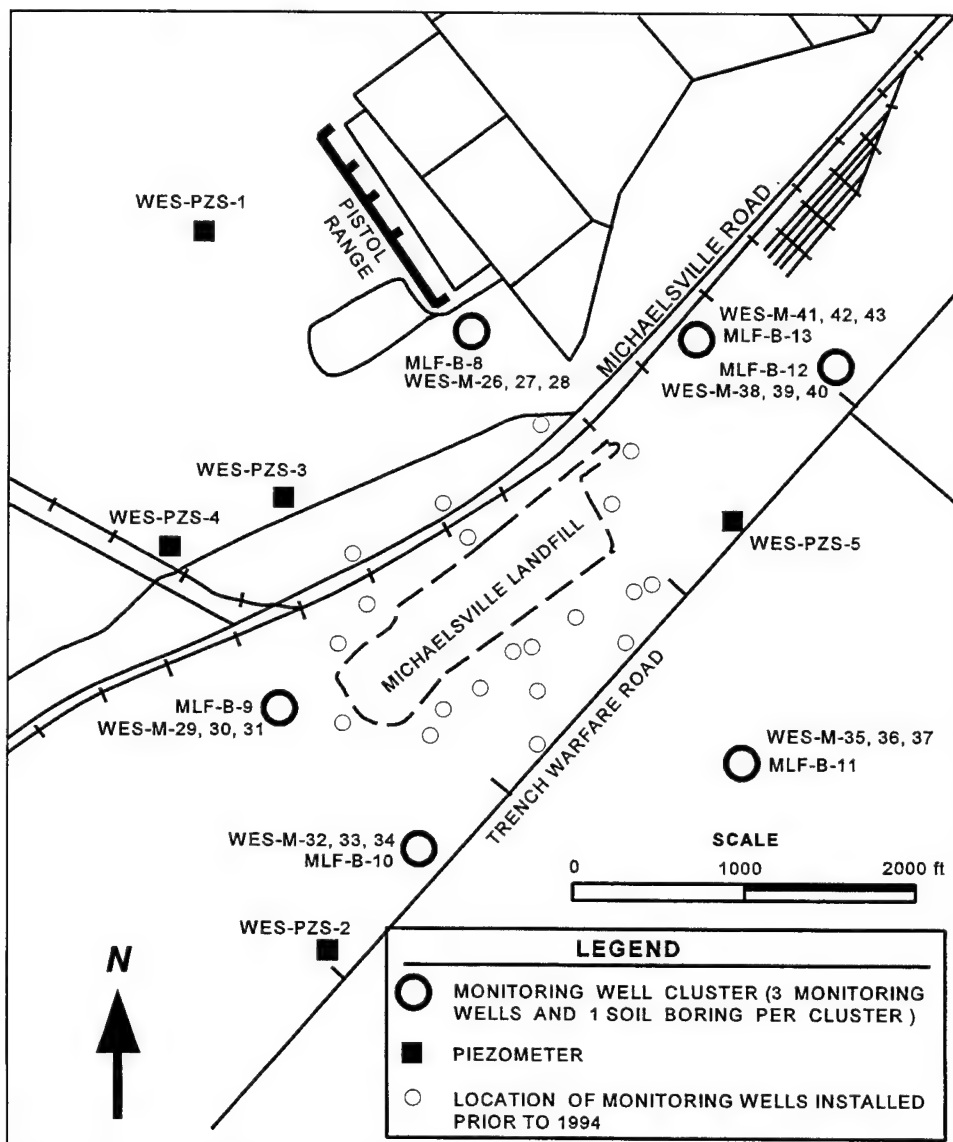 WES-PZS-1
PISTOL
RANGE
MICHAELSVILLE ROAD
WES-M-41, 42, 43
MLF-B-13
MLF-B-8
WES-M-26, 27, 28
MLF-B-12
WES-M-38, 39, 40
WES-PZS-3
WES-PZS-4
WES-PZS-5
MICHAELSVILLE LANDFILL
MLF-B-9
WES-M-29, 30, 31
TRENCH WARFARE ROAD
WES-M-35, 36, 37
MLF-B-11
WES-M-32, 33, 34
MLF-B-10
SCALE
0 1000 2000 ft
WES-PZS-2
N
LEGEND
MONITORING WELL CLUSTER (3 MONITORING
WELLS AND 1 SOIL BORING PER CLUSTER )
PIEZOMETER
LOCATION OF MONITORING WELLS INSTALLED
PRIOR TO 1994